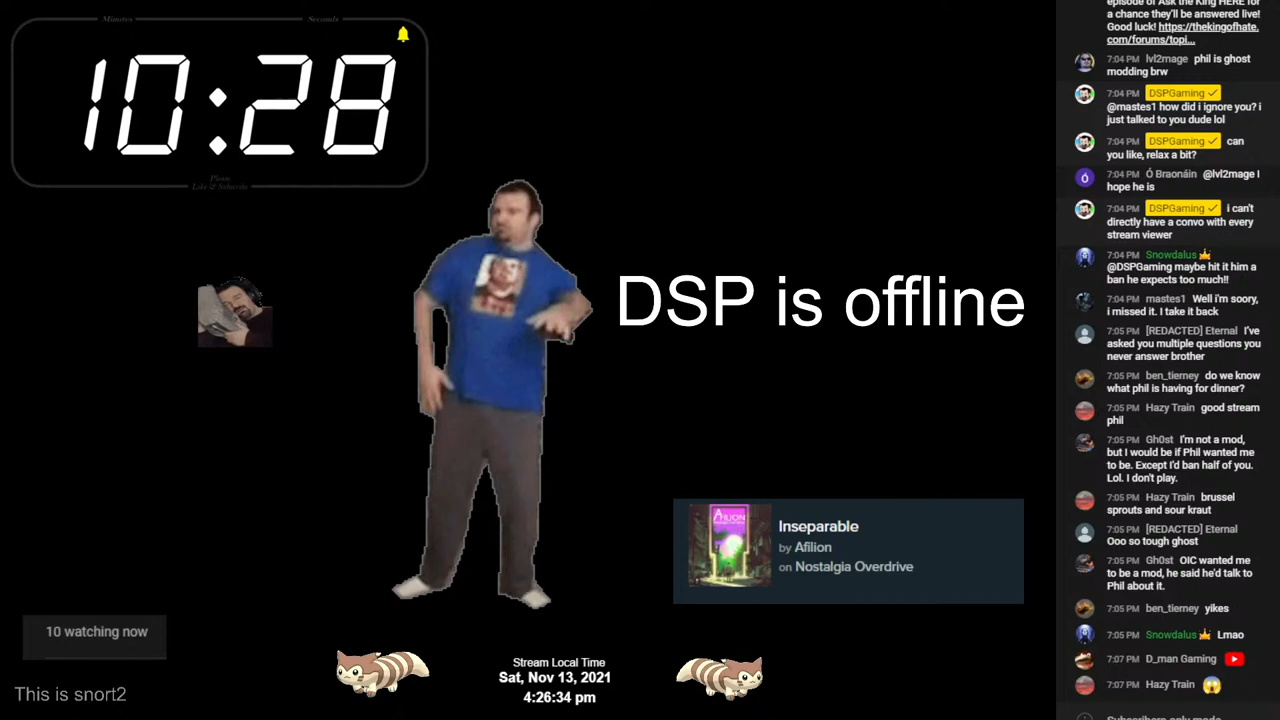 Minutes
Seconds
10:28
Please
Like & Subscribe
DSP is offline
AFILION
Inseparable
by Afilion
on Nostalgia Overdrive
10 watching now
This is snort2
Stream Local Time
Sat, Nov 13, 2021
4:26:34 pm
episode of Ask the King HERE for
a chance they'll be answered live!
Good luck! https://thekingofhate.
com/forums/topi...
7:04 PM lvl2mage phil is ghost
modding brw
7:04 PM DSPGaming
@mastes1 how did i ignore you? i
just talked to you dude lol
7:04 PM DSPGaming can
you like, relax a bit?
7:04 PM Ó Braonáin @lvl2mage I
hope he is
7:04 PM DSPGaming i can't
directly have a convo with every
stream viewer
7:04 PM Snowdalus
@DSPGaming maybe hit it him a
ban he expects too much!!
7:04 PM mastes1 Well i'm soory,
i missed it. I take it back
7:05 PM [REDACTED] Eternal I've
asked you multiple questions you
never answer brother
7:05 PM ben_tierney do we know
what phil is having for dinner?
7:05 PM Hazy Train good stream
phil
7:05 PM Gh0st I'm not a mod,
but I would be if Phil wanted me
to be. Except I'd ban half of you.
Lol. I don't play.
7:05 PM Hazy Train brussel
sprouts and sour kraut
7:05 PM [REDACTED] Eternal
Ooo so tough ghost
7:05 PM Gh0st OIC wanted me
to be a mod, he said he'd talk to
Phil about it.
7:05 PM ben_tierney yikes
7:05 PM Snowdalus Lmao
7:07 PM D_man Gaming
7:07 PM Hazy Train
Subscribers-only mode